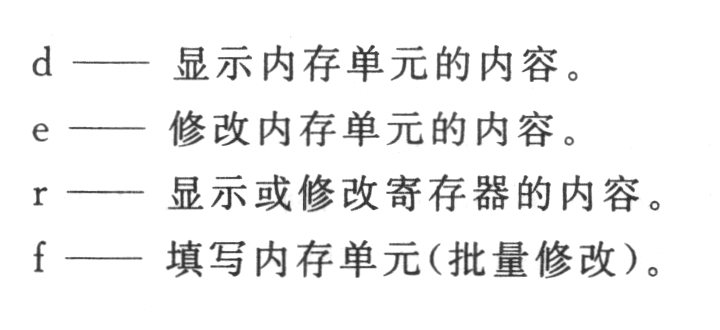 d —— 显示内存单元的内容。
e —— 修改内存单元的内容。
r —— 显示或修改寄存器的内容。
f —— 填写内存单元(批量修改)。